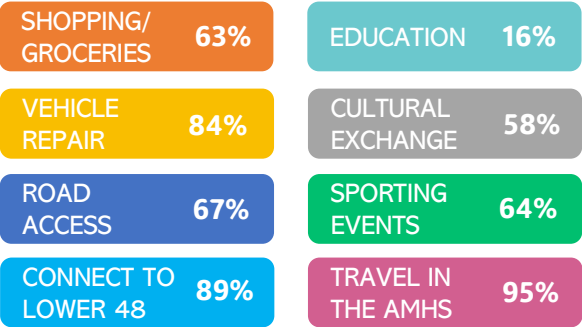 SHOPPING/
GROCERIES
63%
EDUCATION 16%
VEHICLE
REPAIR
84%
CULTURAL
EXCHANGE
58%
ROAD
ACCESS
67%
SPORTING
EVENTS
64%
CONNECT TO
LOWER 48
89%
TRAVEL IN
THE AMHS
95%